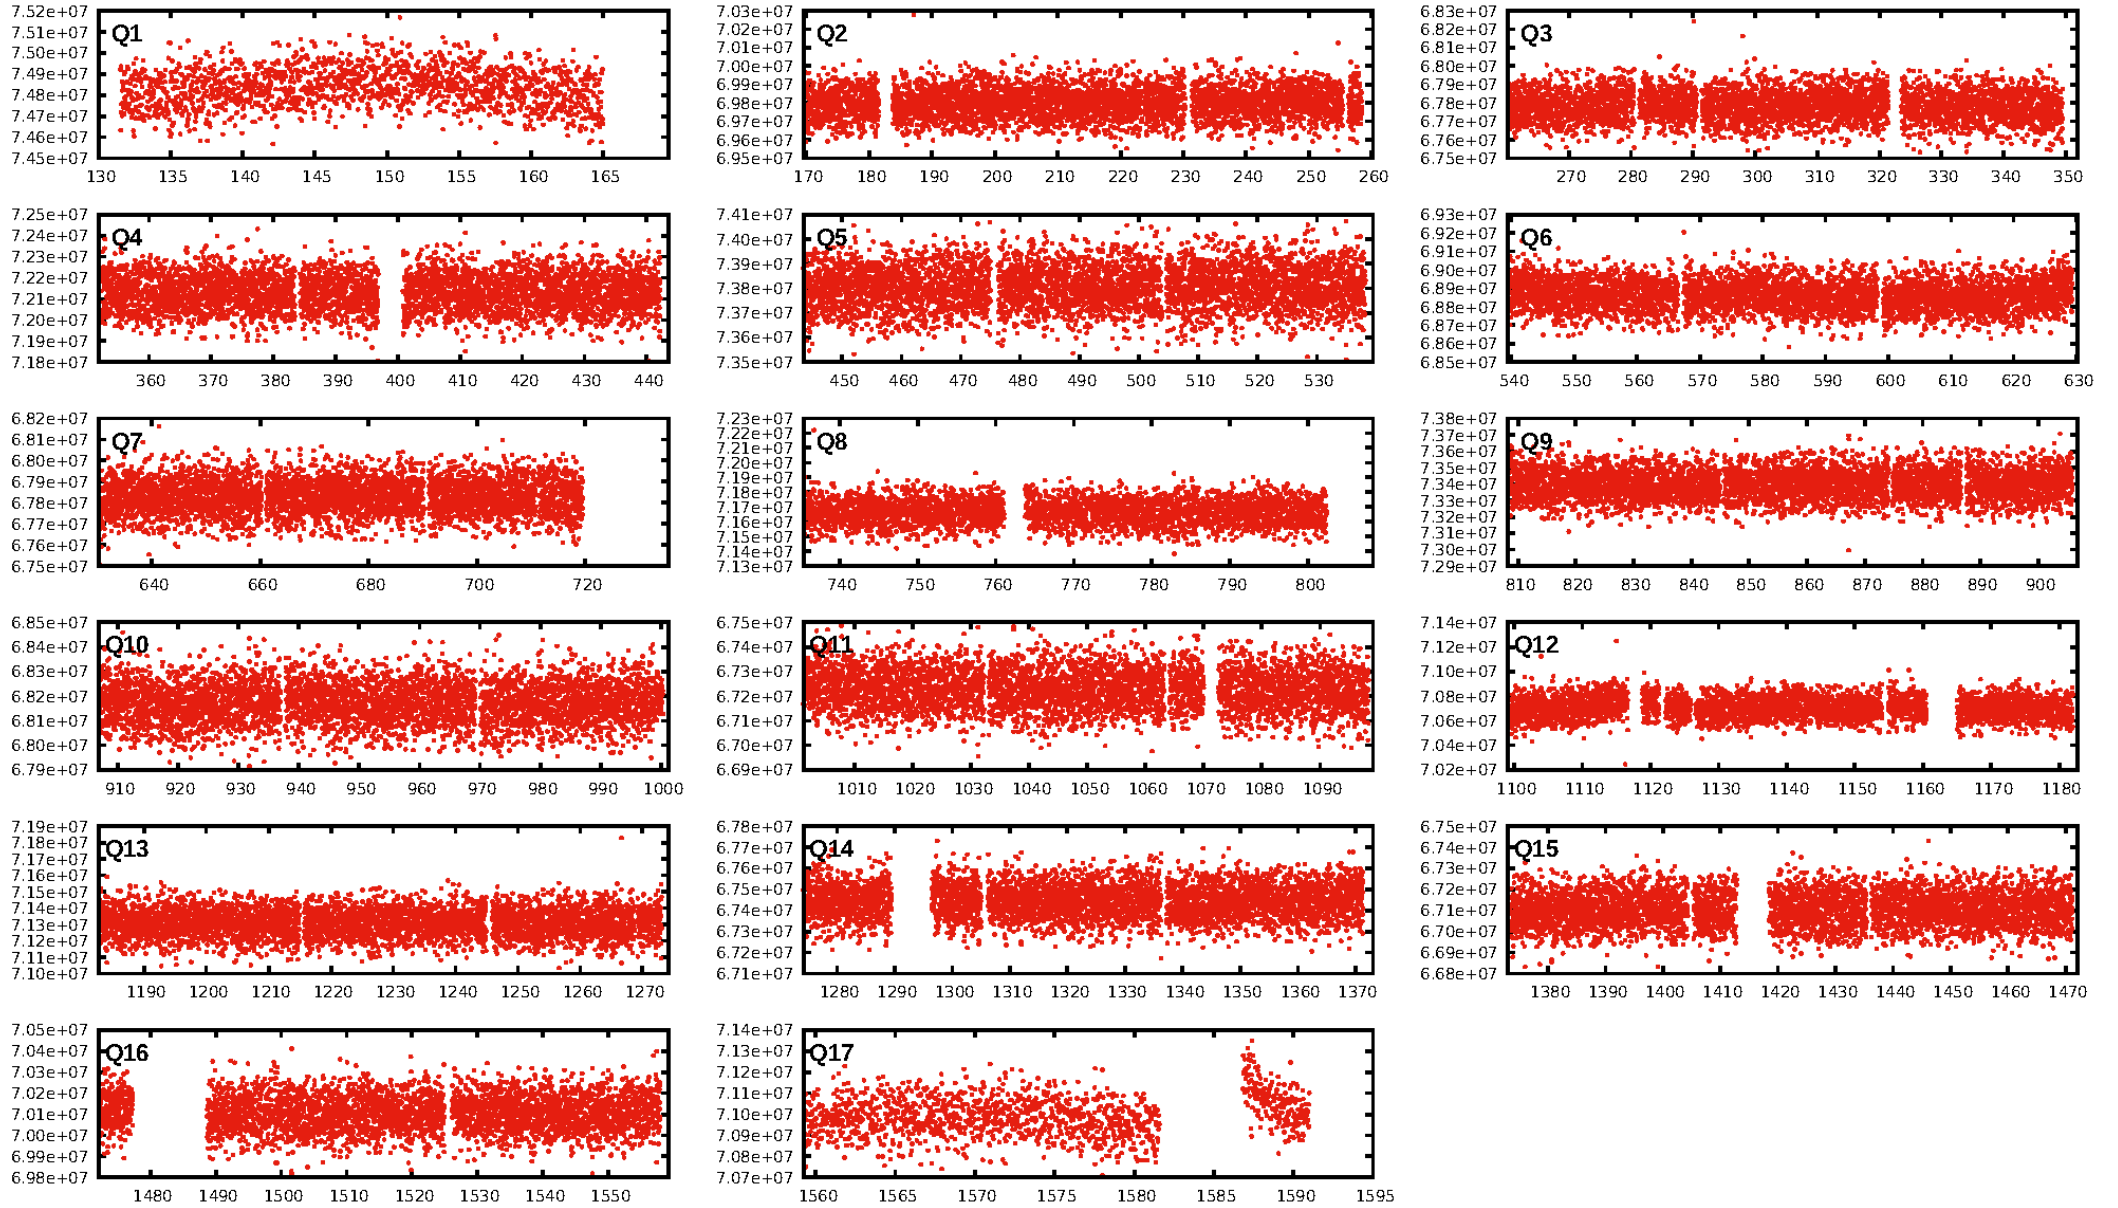 7.52e+07
7.51e+07
7.50e+07
7.49e+07
7.48e+07
7.47e+07
7.46e+07
7.45e+07
Q1
130 135 140 145 150 155 160 165
7.03e+07
7.02e+07
7.01e+07
7.00e+07
6.99e+07
6.98e+07
6.97e+07
6.96e+07
6.95e+07
Q2
170 180 190 200 210 220 230 240 250 260
6.83e+07
6.82e+07
6.81e+07
6.80e+07
6.79e+07
6.78e+07
6.77e+07
6.76e+07
6.75e+07
Q3
270 280 290 300 310 320 330 340 350
7.25e+07
7.24e+07
7.23e+07
7.22e+07
7.21e+07
7.20e+07
7.19e+07
7.18e+07
Q4
360 370 380 390 400 410 420 430 440
7.41e+07
7.40e+07
7.39e+07
7.38e+07
7.37e+07
7.36e+07
7.35e+07
Q5
450 460 470 480 490 500 510 520 530
6.93e+07
6.92e+07
6.91e+07
6.90e+07
6.89e+07
6.88e+07
6.87e+07
6.86e+07
6.85e+07
Q6
540 550 560 570 580 590 600 610 620 630
6.82e+07
6.81e+07
6.80e+07
6.79e+07
6.78e+07
6.77e+07
6.76e+07
6.75e+07
Q7
640 660 680 700 720
7.23e+07
7.22e+07
7.21e+07
7.20e+07
7.19e+07
7.18e+07
7.17e+07
7.16e+07
7.15e+07
7.14e+07
7.13e+07
Q8
740 750 760 770 780 790 800
7.38e+07
7.37e+07
7.36e+07
7.35e+07
7.34e+07
7.33e+07
7.32e+07
7.31e+07
7.30e+07
7.29e+07
Q9
810 820 830 840 850 860 870 880 890 900
6.85e+07
6.84e+07
6.83e+07
6.82e+07
6.81e+07
6.80e+07
6.79e+07
Q10
910 920 930 940 950 960 970 980 990 1000
6.75e+07
6.74e+07
6.73e+07
6.72e+07
6.71e+07
6.70e+07
6.69e+07
Q11
1010 1020 1030 1040 1050 1060 1070 1080 1090
7.14e+07
7.12e+07
7.10e+07
7.08e+07
7.06e+07
7.04e+07
7.02e+07
Q12
1100 1110 1120 1130 1140 1150 1160 1170 1180
7.19e+07
7.18e+07
7.17e+07
7.16e+07
7.15e+07
7.14e+07
7.13e+07
7.12e+07
7.11e+07
7.10e+07
Q13
1190 1200 1210 1220 1230 1240 1250 1260 1270
6.78e+07
6.77e+07
6.76e+07
6.75e+07
6.74e+07
6.73e+07
6.72e+07
6.71e+07
Q14
1280 1290 1300 1310 1320 1330 1340 1350 1360 1370
6.75e+07
6.74e+07
6.73e+07
6.72e+07
6.71e+07
6.70e+07
6.69e+07
6.68e+07
Q15
1380 1390 1400 1410 1420 1430 1440 1450 1460 1470
7.05e+07
7.04e+07
7.03e+07
7.02e+07
7.01e+07
7.00e+07
6.99e+07
6.98e+07
Q16
1480 1490 1500 1510 1520 1530 1540 1550
7.14e+07
7.13e+07
7.12e+07
7.11e+07
7.10e+07
7.09e+07
7.08e+07
7.07e+07
Q17
1560 1565 1570 1575 1580 1585 1590 1595